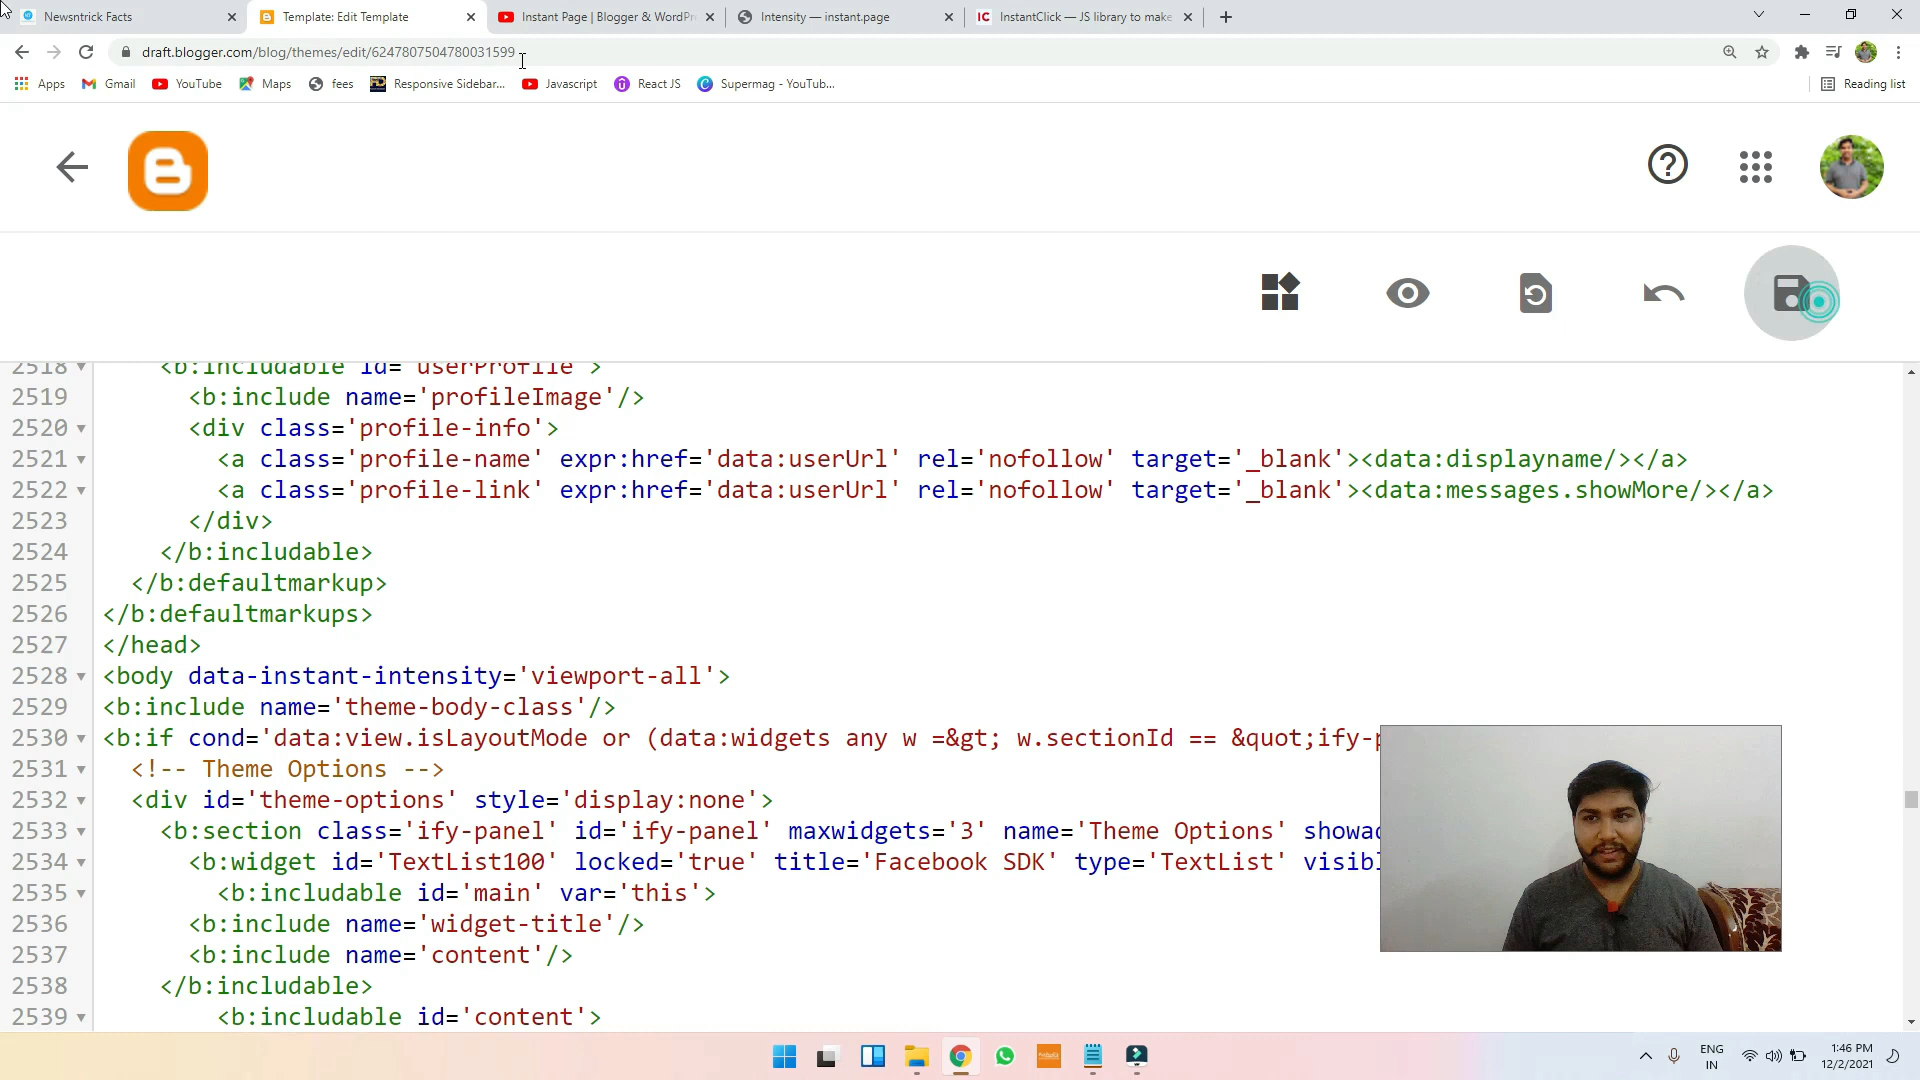 Newsntrick Facts
Template: Edit Template
Instant Page | Blogger & WordPr
Intensity — instant.page
InstantClick — JS library to make
draft.blogger.com/blog/themes/edit/6247807504780031599
Apps
Gmail
YouTube
Maps
fees
Responsive Sidebar...
Javascript
React JS
Supermag - YouTub...
Reading list
2518 <b:includable id='userProfile'>
2519 <b:include name='profileImage'/>
2520 <div class='profile-info'>
2521 <a class='profile-name' expr:href='data:userUrl' rel='nofollow' target='_blank'><data:displayname/></a>
2522 <a class='profile-link' expr:href='data:userUrl' rel='nofollow' target='_blank'><data:messages.showMore/></a>
2523 </div>
2524 </b:includable>
2525 </b:defaultmarkup>
2526 </b:defaultmarkups>
2527 </head>
2528 <body data-instant-intensity='viewport-all'>
2529 <b:include name='theme-body-class'/>
2530 <b:if cond='data:view.isLayoutMode or (data:widgets any w =&gt; w.sectionId == &quot;ify-p
2531 <!-- Theme Options -->
2532 <div id='theme-options' style='display:none'>
2533 <b:section class='ify-panel' id='ify-panel' maxwidgets='3' name='Theme Options' showad
2534 <b:widget id='TextList100' locked='true' title='Facebook SDK' type='TextList' visibl
2535 <b:includable id='main' var='this'>
2536 <b:include name='widget-title'/>
2537 <b:include name='content'/>
2538 </b:includable>
2539 <b:includable id='content'>
ENG
IN
1:46 PM
12/2/2021